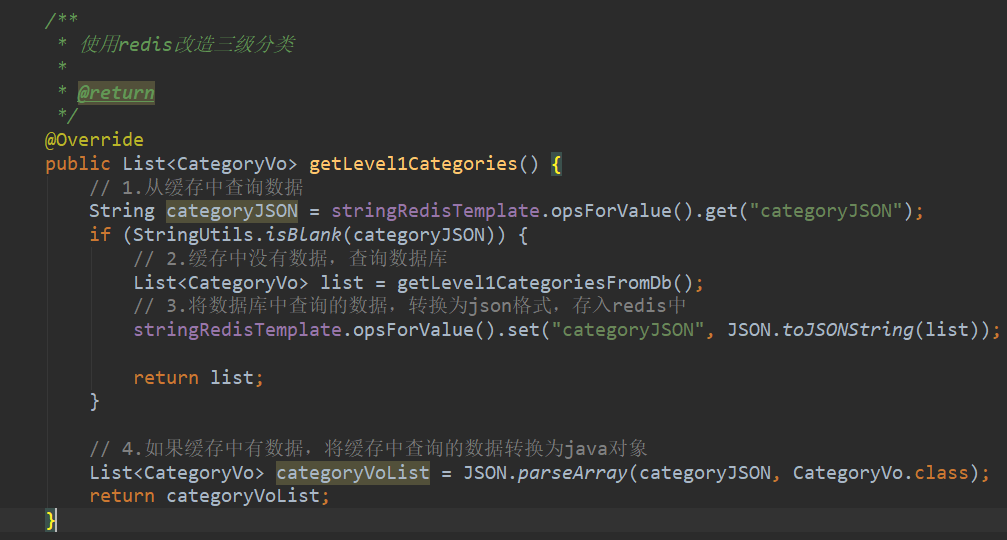 /**
 * 使用redis改造三级分类
 *
 * @return
 */
@Override
public List<CategoryVo> getLevel1Categories() {
    // 1.从缓存中查询数据
    String categoryJSON = stringRedisTemplate.opsForValue().get("categoryJSON");
    if (StringUtils.isBlank(categoryJSON)) {
        // 2.缓存中没有数据，查询数据库
        List<CategoryVo> list = getLevel1CategoriesFromDb();
        // 3.将数据库中查询的数据，转换为json格式，存入redis中
        stringRedisTemplate.opsForValue().set("categoryJSON", JSON.toJSONString(list));
        return list;
    }
    // 4.如果缓存中有数据，将缓存中查询的数据转换为java对象
    List<CategoryVo> categoryVoList = JSON.parseArray(categoryJSON, CategoryVo.class);
    return categoryVoList;
}